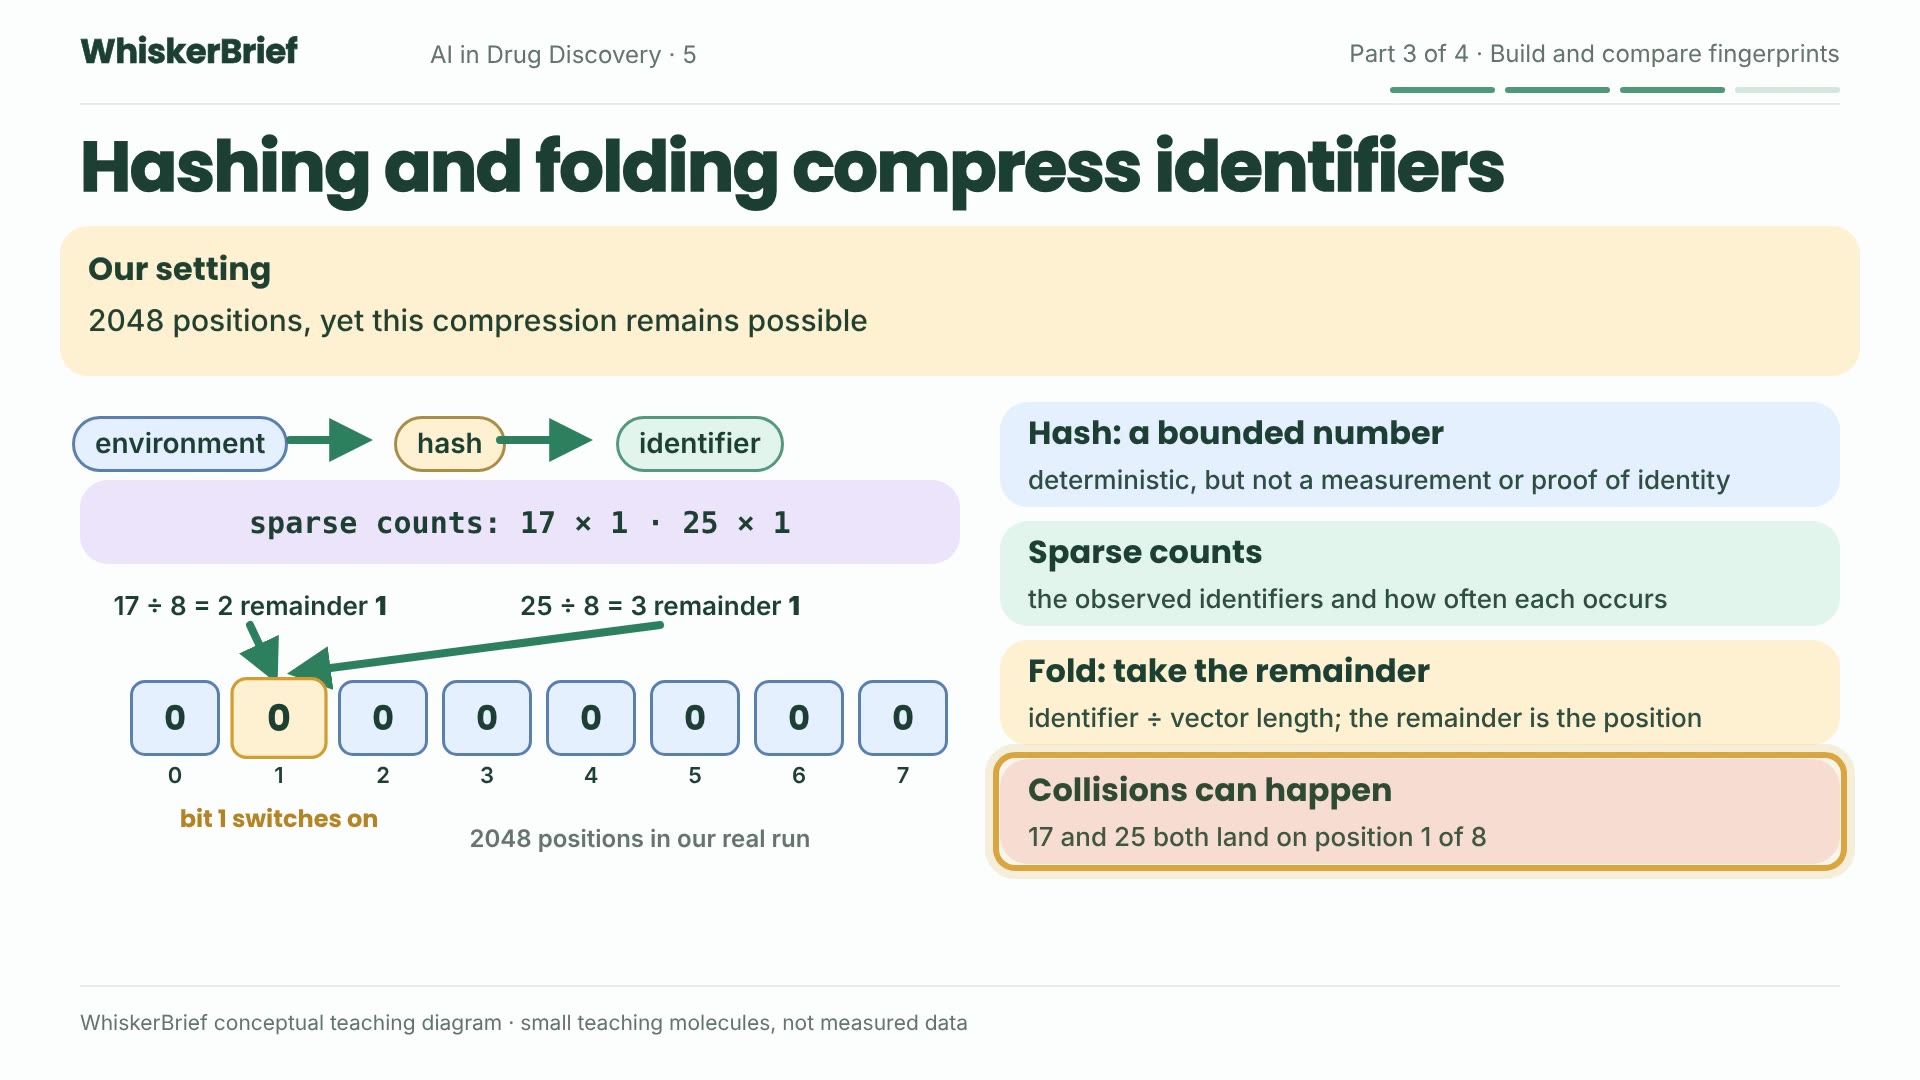 WhiskerBrief
AI in Drug Discovery · 5
Part 3 of 4 · Build and compare fingerprints
Hashing and folding compress identifiers
Our setting
2048 positions, yet this compression remains possible
environment
hash
identifier
sparse counts: 17 × 1 · 25 × 1
17 ÷ 8 = 2 remainder 1
25 ÷ 8 = 3 remainder 1
0 0 0 0 0 0 0 0
0 1 2 3 4 5 6 7
bit 1 switches on
2048 positions in our real run
Hash: a bounded number
deterministic, but not a measurement or proof of identity
Sparse counts
the observed identifiers and how often each occurs
Fold: take the remainder
identifier ÷ vector length; the remainder is the position
Collisions can happen
17 and 25 both land on position 1 of 8
WhiskerBrief conceptual teaching diagram · small teaching molecules, not measured data